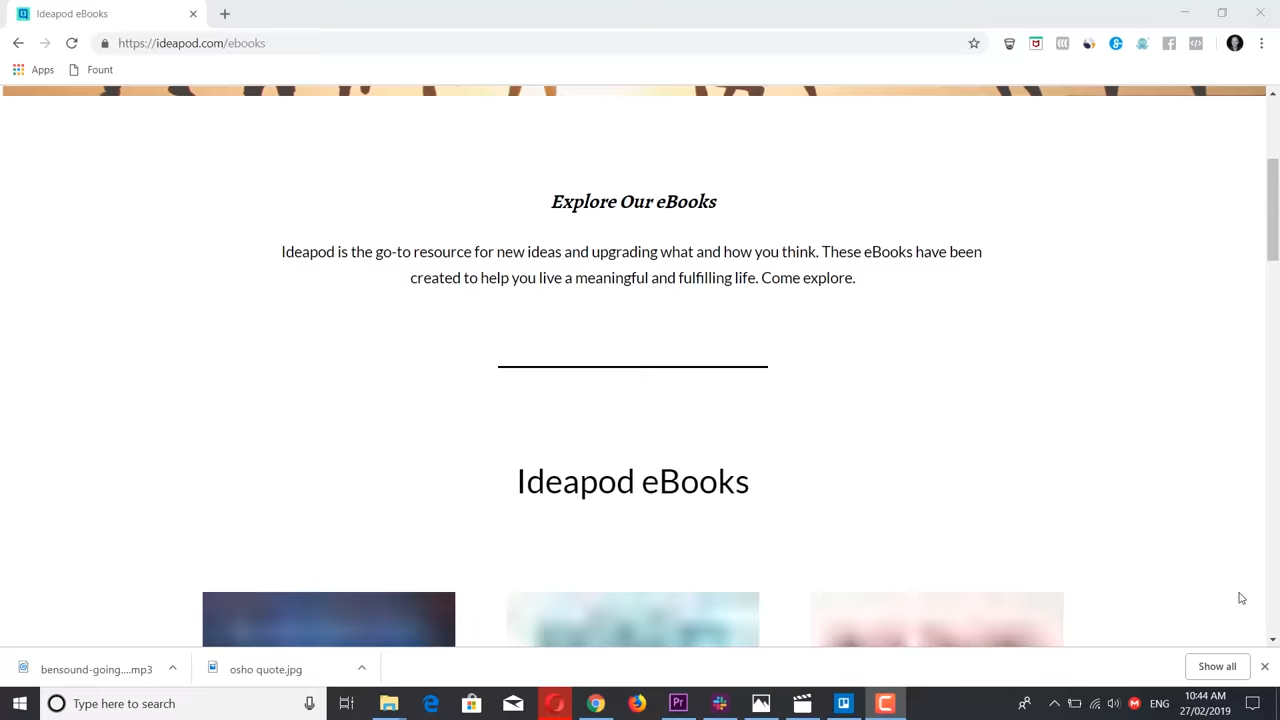 Ideapod eBooks
https://ideapod.com/ebooks
Apps
Fount
Explore Our eBooks
Ideapod is the go-to resource for new ideas and upgrading what and how you think. These eBooks have been
created to help you live a meaningful and fulfilling life. Come explore.
Ideapod eBooks
bensound-going....mp3
osho quote.jpg
Show all
Type here to search
ENG
10:44 AM
27/02/2019